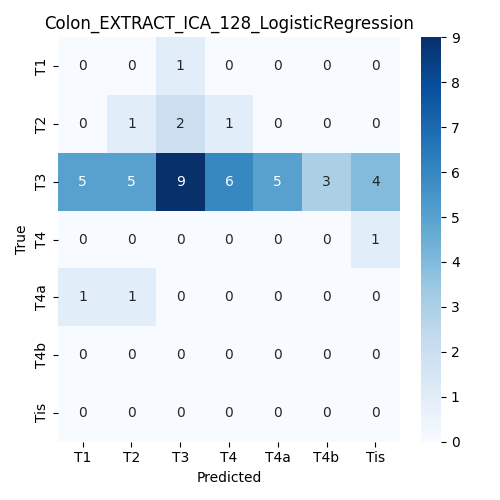 Colon_EXTRACT_ICA_128_LogisticRegression
True
T1 0 0 1 0 0 0 0
T2 0 1 2 1 0 0 0
T3 5 5 9 6 5 3 4
T4 0 0 0 0 0 0 1
T4a 1 1 0 0 0 0 0
T4b 0 0 0 0 0 0 0
Tis 0 0 0 0 0 0 0
T1 T2 T3 T4 T4a T4b Tis
Predicted
9
8
7
6
5
4
3
2
1
0